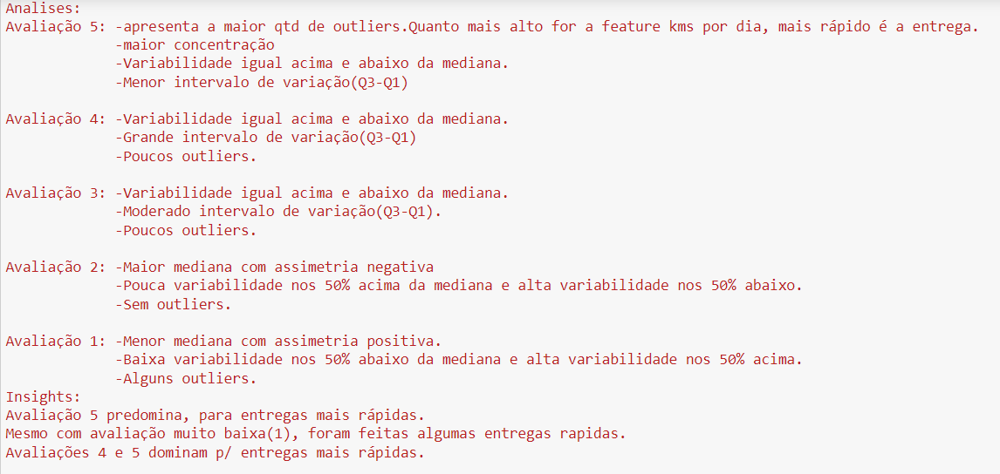 Analises:
Avaliação 5: -apresenta a maior qtd de outliers.Quanto mais alto for a feature kms por dia, mais rápido é a entrega.
-maior concentração
-Variabilidade igual acima e abaixo da mediana.
-Menor intervalo de variação(Q3-Q1)
Avaliação 4: -Variabilidade igual acima e abaixo da mediana.
-Grande intervalo de variação(Q3-Q1)
-Poucos outliers.
Avaliação 3: -Variabilidade igual acima e abaixo da mediana.
-Moderado intervalo de variação(Q3-Q1).
-Poucos outliers.
Avaliação 2: -Maior mediana com assimetria negativa
-Pouca variabilidade nos 50% acima da mediana e alta variabilidade nos 50% abaixo.
-Sem outliers.
Avaliação 1: -Menor mediana com assimetria positiva.
-Baixa variabilidade nos 50% abaixo da mediana e alta variabilidade nos 50% acima.
-Alguns outliers.
Insights:
Avaliação 5 predomina, para entregas mais rápidas.
Mesmo com avaliação muito baixa(1), foram feitas algumas entregas rapidas.
Avaliações 4 e 5 dominam p/ entregas mais rápidas.